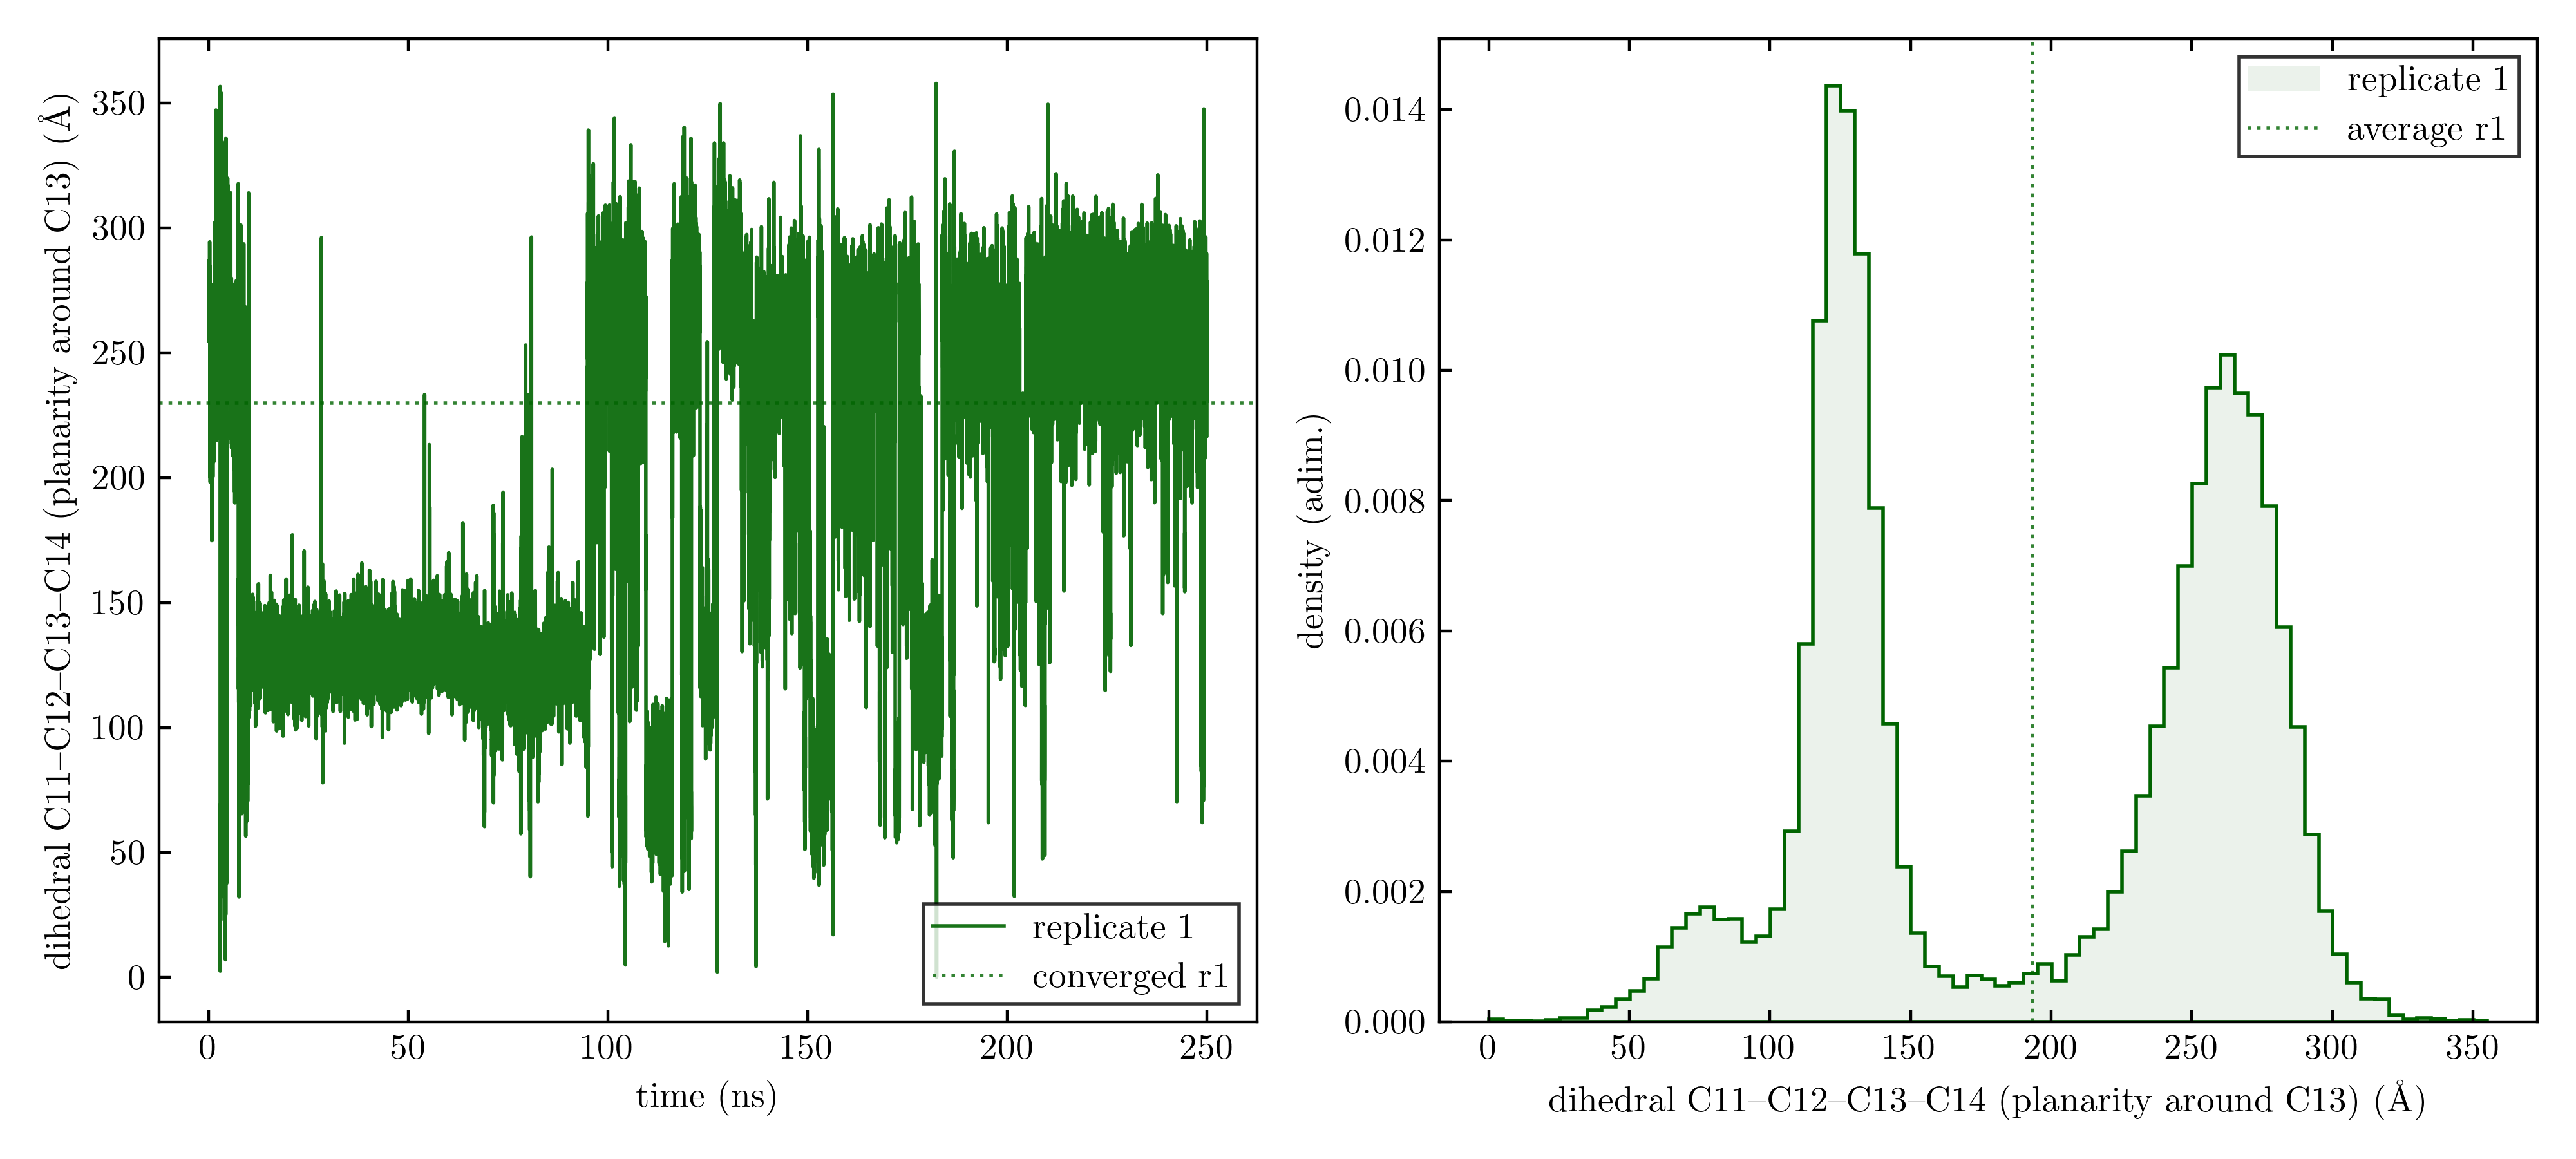 dihedral C11–C12–C13–C14 (planarity around C13) (Å)
350
300
250
200
150
100
50
0
replicate 1
converged r1
0 50 100 150 200 250
time (ns)
density (adim.)
0.014
0.012
0.010
0.008
0.006
0.004
0.002
0.000
replicate 1
average r1
0 50 100 150 200 250 300 350
dihedral C11–C12–C13–C14 (planarity around C13) (Å)